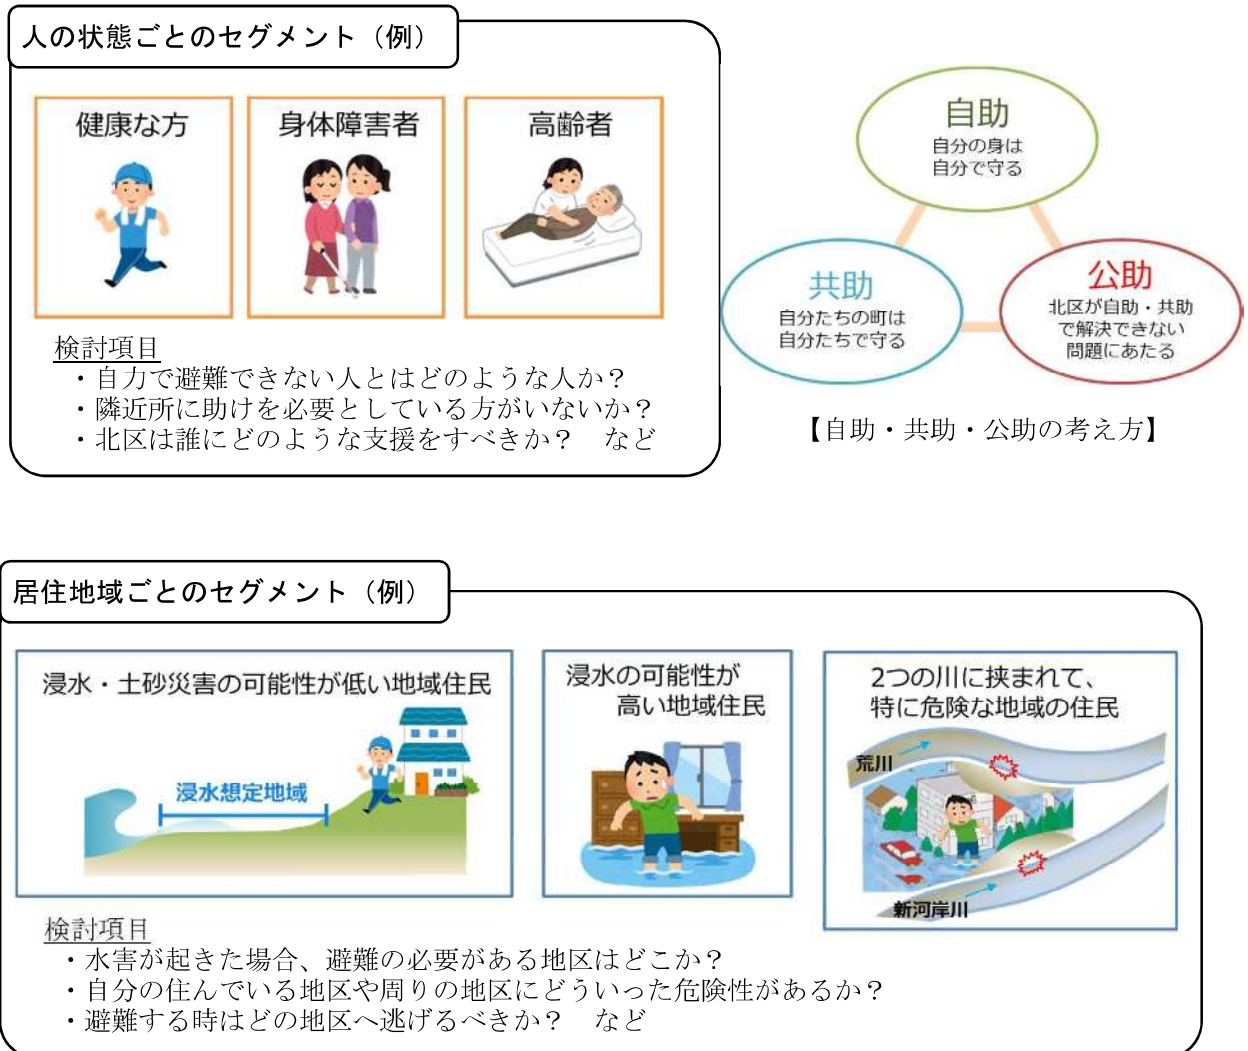 人の状態ごとのセグメント（例）
健康な方
身体障害者
高齢者
検討項目
・自力で避難できない人とはどのような人か？
・隣近所に助けを必要としている方がいないか？
・北区は誰にどのような支援をすべきか？　など
自助
自分の身は
自分で守る
共助
自分たちの町は
自分たちで守る
公助
北区が自助・共助
で解決できない
問題にあたる
【自助・共助・公助の考え方】
居住地域ごとのセグメント（例）
浸水・土砂災害の可能性が低い地域住民
浸水想定地域
浸水の可能性が
高い地域住民
2つの川に挟まれて、
特に危険な地域の住民
荒川
新河岸川
検討項目
・水害が起きた場合、避難の必要がある地区はどこか？
・自分の住んでいる地区や周りの地区にどういった危険性があるか？
・避難する時はどの地区へ逃げるべきか？　など